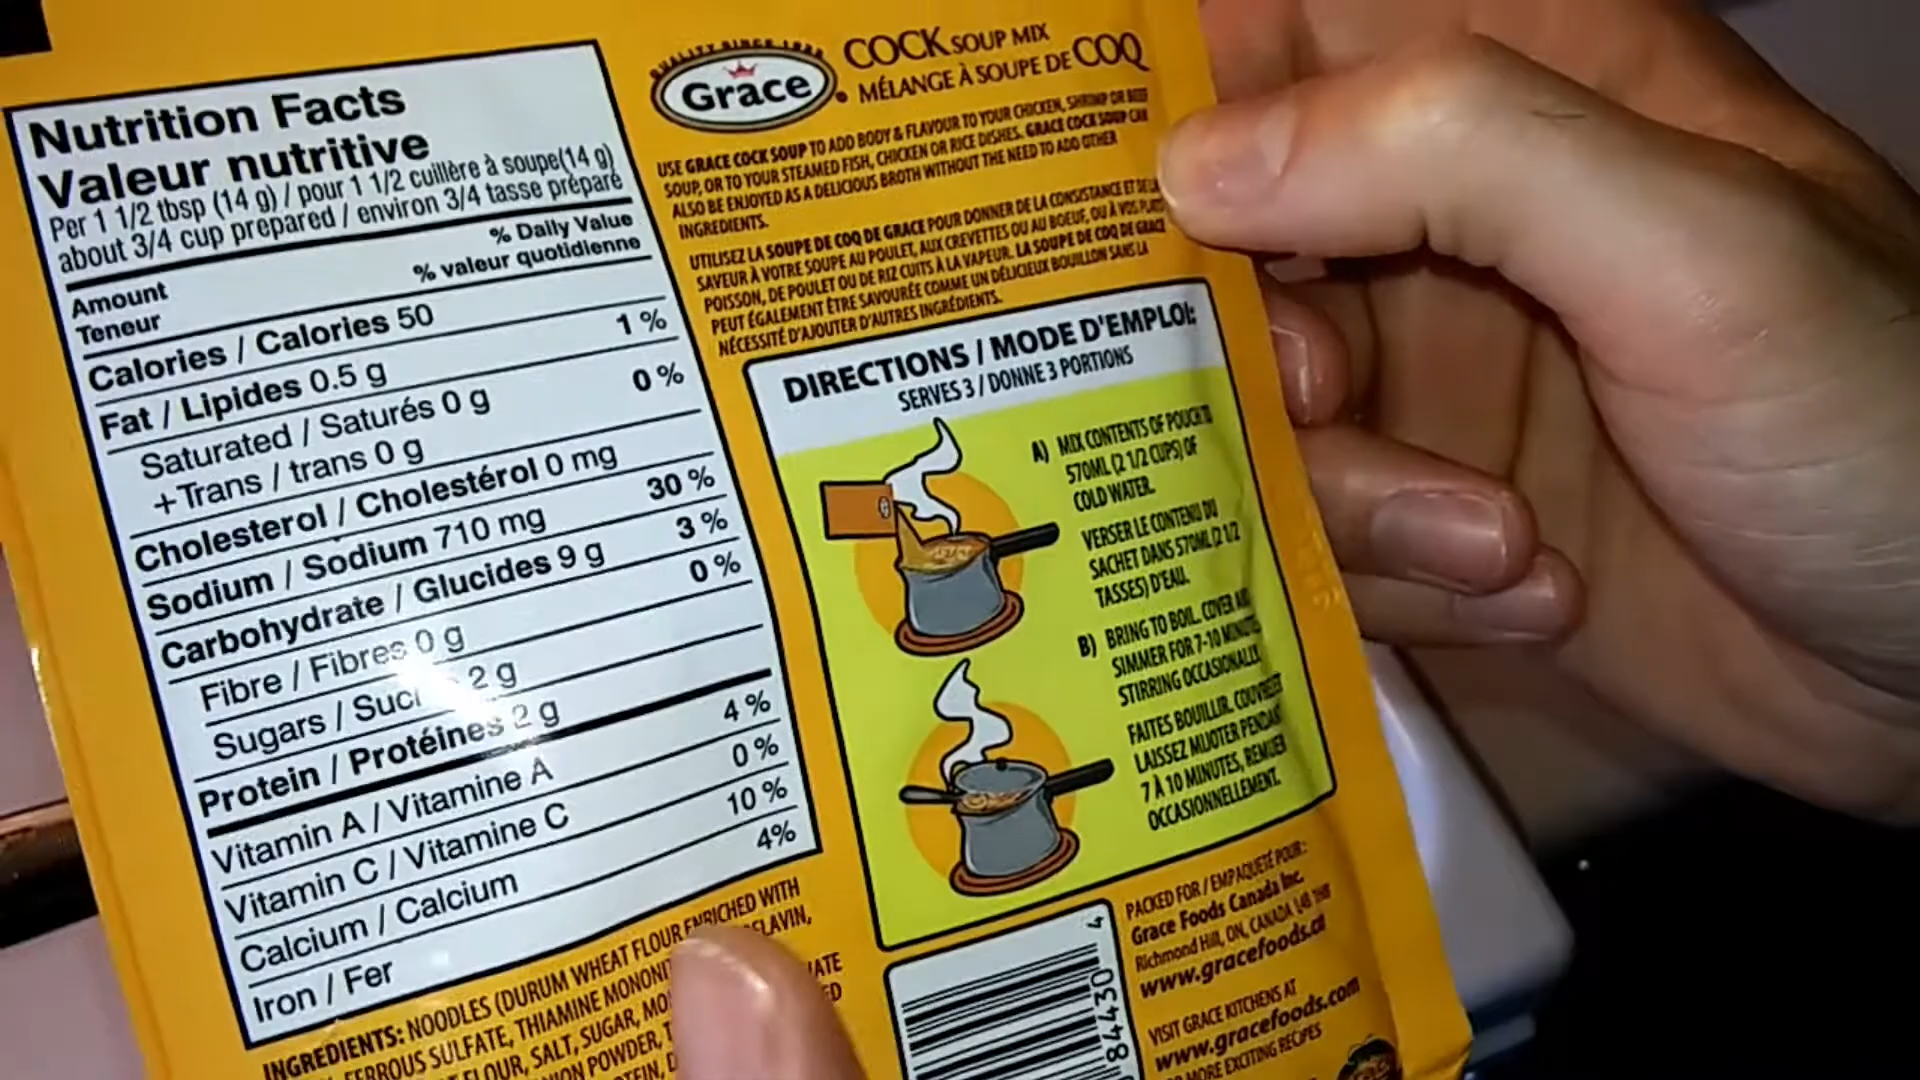 Nutrition Facts
Valeur nutritive
Per 1 1/2 tbsp (14 g) / pour 1 1/2 cuillère à soupe(14 g)
about 3/4 cup prepared / environ 3/4 tasse préparé
Amount
Teneur
% Daily Value
% valeur quotidienne
Calories / Calories 50
Fat / Lipides 0.5 g 1 %
Saturated / Saturés 0 g
+ Trans / trans 0 g
0 %
Cholesterol / Cholestérol 0 mg
Sodium / Sodium 710 mg 30 %
Carbohydrate / Glucides 9 g 3 %
Fibre / Fibres 0 g 0 %
Sugars / 2 g
Protein / Protéines 2 g
Vitamin A / Vitamine A 4 %
Vitamin C / Vitamine C 0 %
Calcium / Calcium 10 %
Iron / Fer 4%
INGREDIENTS: NOODLES (DURUM WHEAT FLOUR ENRICHED WITH
FERROUS SULFATE, THIAMINE
FLOUR, SALT, SUGAR,
POWDER,
Grace
COCK SOUP MIX
MÉLANGE À SOUPE DE COQ
USE GRACE COCK SOUP TO ADD BODY & FLAVOUR TO YOUR CHICKEN, SHRIMP OR BEEF
SOUP, OR TO YOUR STEAMED FISH, CHICKEN OR RICE DISHES. GRACE COCK SOUP CAN
ALSO BE ENJOYED AS A DELICIOUS BROTH WITHOUT THE NEED TO ADD OTHER
INGREDIENTS.
UTILISEZ LA SOUPE DE COQ DE GRACE POUR DONNER DE LA CONSISTANCE ET DE LA
SAVEUR À VOTRE SOUPE AU POULET, AUX CREVETTES OU AU BOEUF, OU À VOS PLATS
POISSON, DE POULET OU DE RIZ CUITS À LA VAPEUR. LA SOUPE DE COQ DE GRACE
PEUT ÉGALEMENT ÊTRE SAVOURÉE COMME UN DÉLICIEUX BOUILLON SANS LA
NÉCESSITÉ D'AJOUTER D'AUTRES INGRÉDIENTS.
DIRECTIONS / MODE D'EMPLOI:
SERVES 3 / DONNE 3 PORTIONS
A) MIX CONTENTS OF POUCH TO
570ML (2 1/2 CUPS) OF
COLD WATER.
VERSER LE CONTENU DU
SACHET DANS 570ML (2 1/2
TASSES) D'EAU.
B) BRING TO BOIL. COVER
SIMMER FOR 7-10
STIRRING OCCASIONALLY
FAITES BOUILLIR. COUVRIR ET
LAISSEZ MIJOTER PENDANT
7 À 10 MINUTES, REMUER
OCCASIONNELLEMENT.
PACKED FOR / EMPAQUETÉ POUR:
Grace Foods Canada Inc.
Richmond Hill, ON, CANADA L4B 1H8
www.gracefoods.ca
VISIT GRACE KITCHENS AT
www.gracefoods.com
MORE EXCITING RECIPES
84430 4